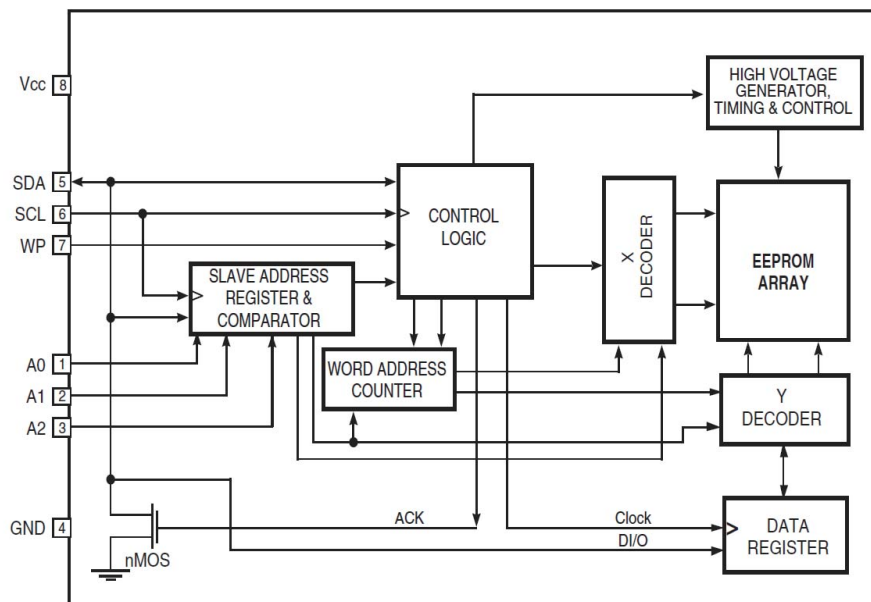 Vcc 8
HIGH VOLTAGE
GENERATOR,
TIMING & CONTROL
SDA 5
SCL 6
WP 7
CONTROL
LOGIC
X
DECODER
EEPROM
ARRAY
SLAVE ADDRESS
REGISTER &
COMPARATOR
A0 1
A1 2
A2 3
WORD ADDRESS
COUNTER
Y
DECODER
GND 4
nMOS
ACK
Clock
DI/O
DATA
REGISTER